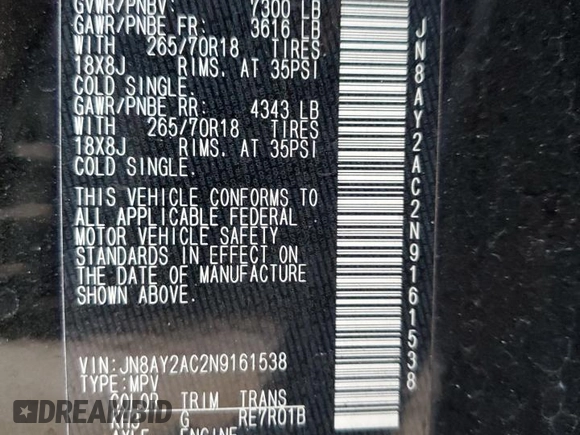 GVWR/PNBV: 7300 LB
GAWR/PNBE FR: 3616 LB
WITH 265/70R18 TIRES
18X8J RIMS. AT 35PSI
COLD SINGLE.
GAWR/PNBE RR: 4343 LB
WITH 265/70R18 TIRES
18X8J RIMS. AT 35PSI
COLD SINGLE.
THIS VEHICLE CONFORMS TO
ALL APPLICABLE FEDERAL
MOTOR VEHICLE SAFETY
STANDARDS IN EFFECT ON
THE DATE OF MANUFACTURE
SHOWN ABOVE.
VIN:JN8AY2AC2N9161538
TYPE:MPV
COLOR TRIM TRANS
KH3 G RE7R01B
AXLE ENGINE
JN8AY2AC2N9161538
DREAMBID